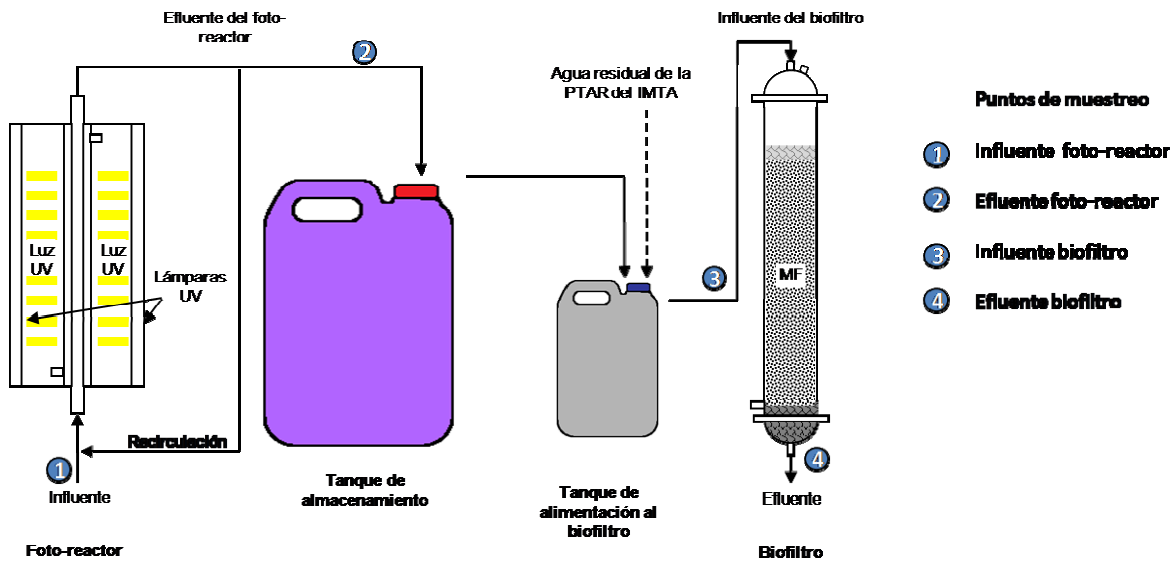 Efluente del foto-
reactor
2
Influente del biofiltro
Agua residual de la
PTAR del IMTA
Puntos de muestreo
1 Influente foto-reactor
2 Efluente foto-reactor
3 Influente biofiltro
4 Efluente biofiltro
Luz
UV
Luz
UV
Lámparas
UV
3
MF
Recirculación
1
Influente
Foto-reactor
Tanque de
almacenamiento
Tanque de
alimentación al
biofiltro
4
Efluente
Biofiltro